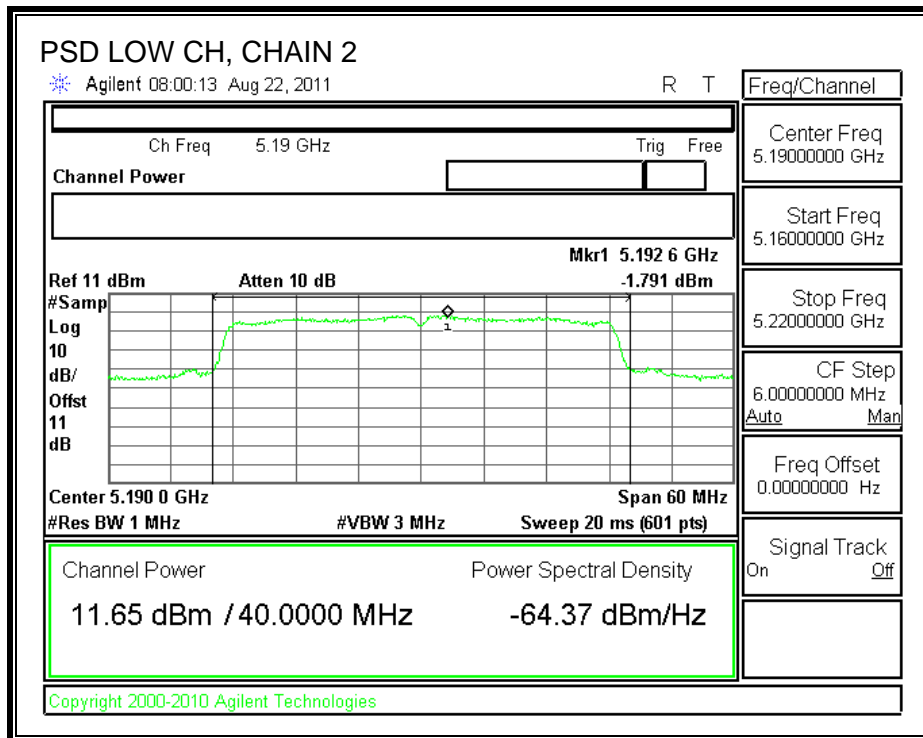 PSD LOW CH, CHAIN 2
Agilent 08:00:13 Aug 22, 2011 R T
Freq/Channel
Ch Freq 5.19 GHz Trig Free
Channel Power
Center Freq
5.19000000 GHz
Start Freq
5.16000000 GHz
Mkr1 5.192 6 GHz
Ref 11 dBm Atten 10 dB -1.791 dBm
#Samp
Log
10
dB/
Offst
11
dB
1
Stop Freq
5.22000000 GHz
CF Step
6.00000000 MHz
Auto Man
Freq Offset
0.00000000 Hz
Center 5.190 0 GHz Span 60 MHz
#Res BW 1 MHz #VBW 3 MHz Sweep 20 ms (601 pts)
Signal Track
On Off
Channel Power Power Spectral Density
11.65 dBm / 40.0000 MHz -64.37 dBm/Hz
Copyright 2000-2010 Agilent Technologies